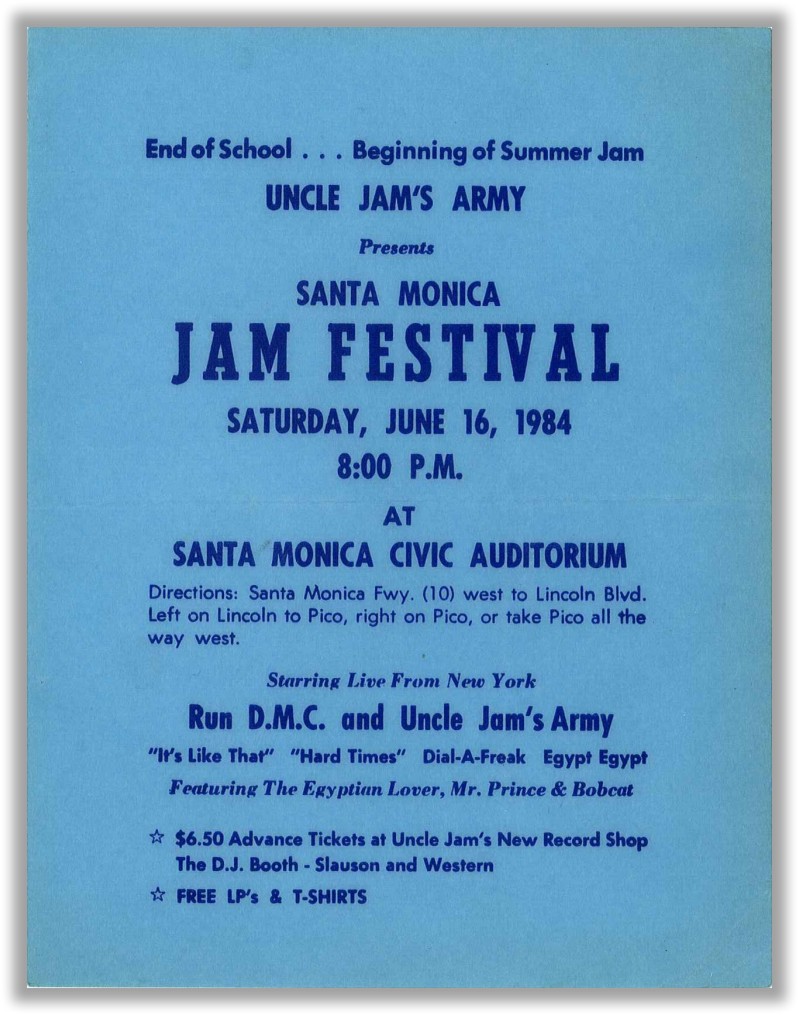 End of School . . . Beginning of Summer Jam
UNCLE JAM'S ARMY
Presents
SANTA MONICA
JAM FESTIVAL
SATURDAY, JUNE 16, 1984
8:00 P.M.
AT
SANTA MONICA CIVIC AUDITORIUM
Directions: Santa Monica Fwy. (10) west to Lincoln Blvd.
Left on Lincoln to Pico, right on Pico, or take Pico all the
way west.
Starring Live From New York
Run D.M.C. and Uncle Jam's Army
"It's Like That" "Hard Times" Dial-A-Freak Egypt Egypt
Featuring The Egyptian Lover, Mr. Prince & Bobcat
☆ $6.50 Advance Tickets at Uncle Jam's New Record Shop
The D.J. Booth - Slauson and Western
☆ FREE LP's & T-SHIRTS